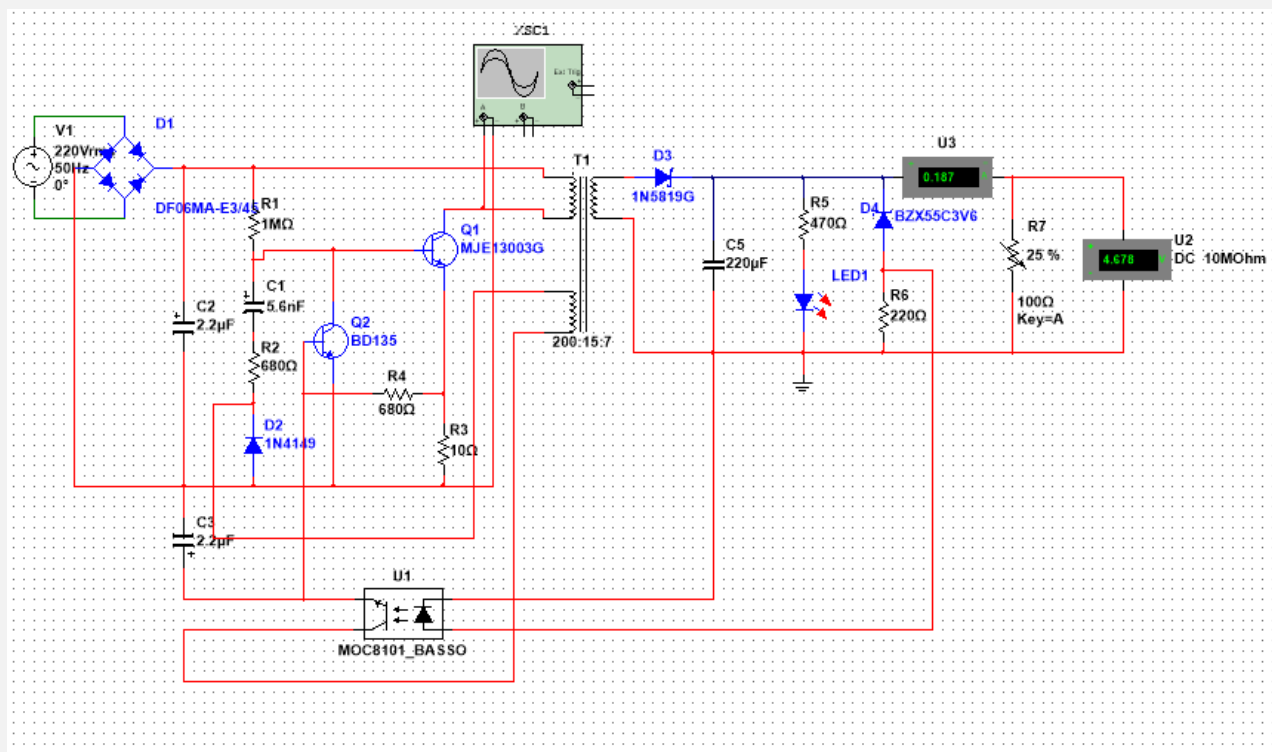 XSC1
Ext Trig
+
A
B
V1
220Vrm
50Hz
0°
D1
DF06MA-E3/45
R1
1MΩ
Q1
MJE13003G
T1
200:15:7
D3
1N5819G
U3
0.187
R5
470Ω
D4
BZX55C3V6
R7
25 %
100Ω
Key=A
U2
DC 10MOhm
4.678
C5
220µF
LED1
R6
220Ω
C1
5.6nF
C2
2.2µF
Q2
BD135
R2
680Ω
R4
680Ω
D2
1N4149
R3
10Ω
C3
2.2µF
U1
MOC8101_BASSO